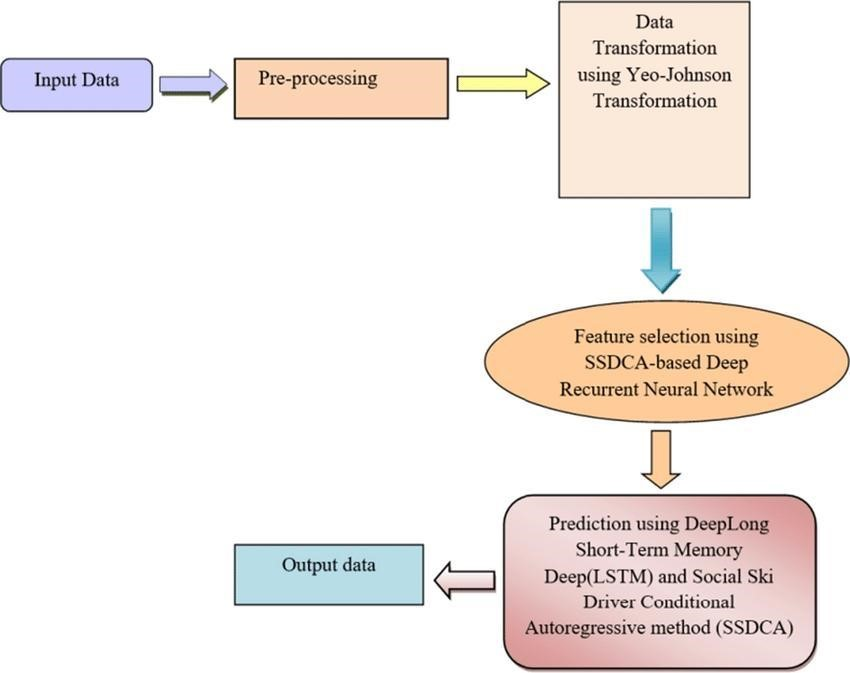 Input Data
Pre-processing
Data
Transformation
using Yeo-Johnson
Transformation
Feature selection using
SSDCA-based Deep
Recurrent Neural Network
Prediction using DeepLong
Short-Term Memory
Deep(LSTM) and Social Ski
Driver Conditional
Autoregressive method (SSDCA)
Output data